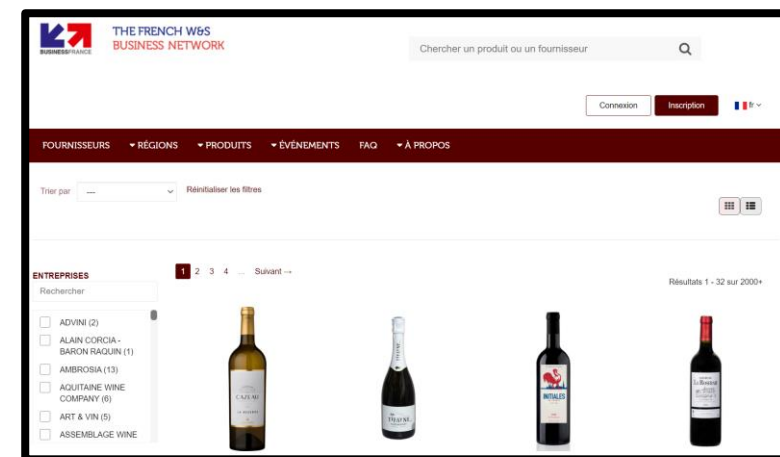 THE FRENCH W&S
BUSINESS NETWORK
BUSINESSFRANCE
Chercher un produit ou un fournisseur
Connexion
Inscription
fr
FOURNISSEURS
RÉGIONS
PRODUITS
ÉVÉNEMENTS
FAQ
À PROPOS
Trier par
---
Réinitialiser les filtres
1 2 3 4 ... Suivant →
Résultats 1 - 32 sur 2000+
ENTREPRISES
Rechercher
ADVINI (2)
ALAIN CORCIA -
BARON RAQUIN (1)
AMBROSIA (13)
AQUITAINE WINE
COMPANY (6)
ART & VIN (5)
ASSEMBLAGE WINE
CAZEAU
INITIALES